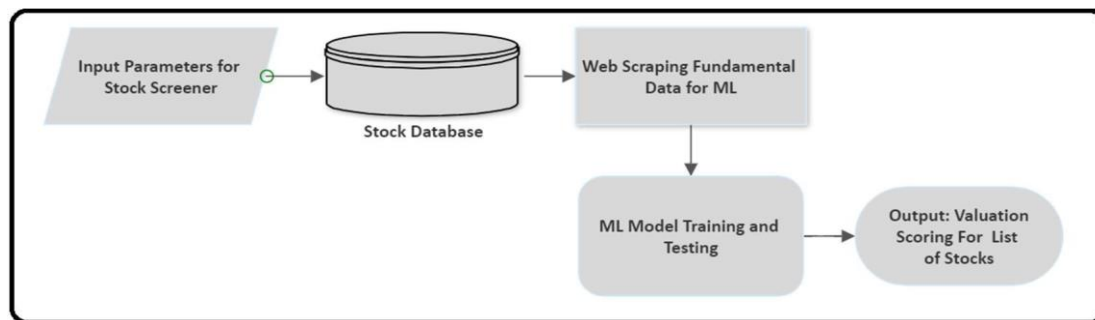 Input Parameters for
Stock Screener
Stock Database
Web Scraping Fundamental
Data for ML
ML Model Training and
Testing
Output: Valuation
Scoring For List
of Stocks